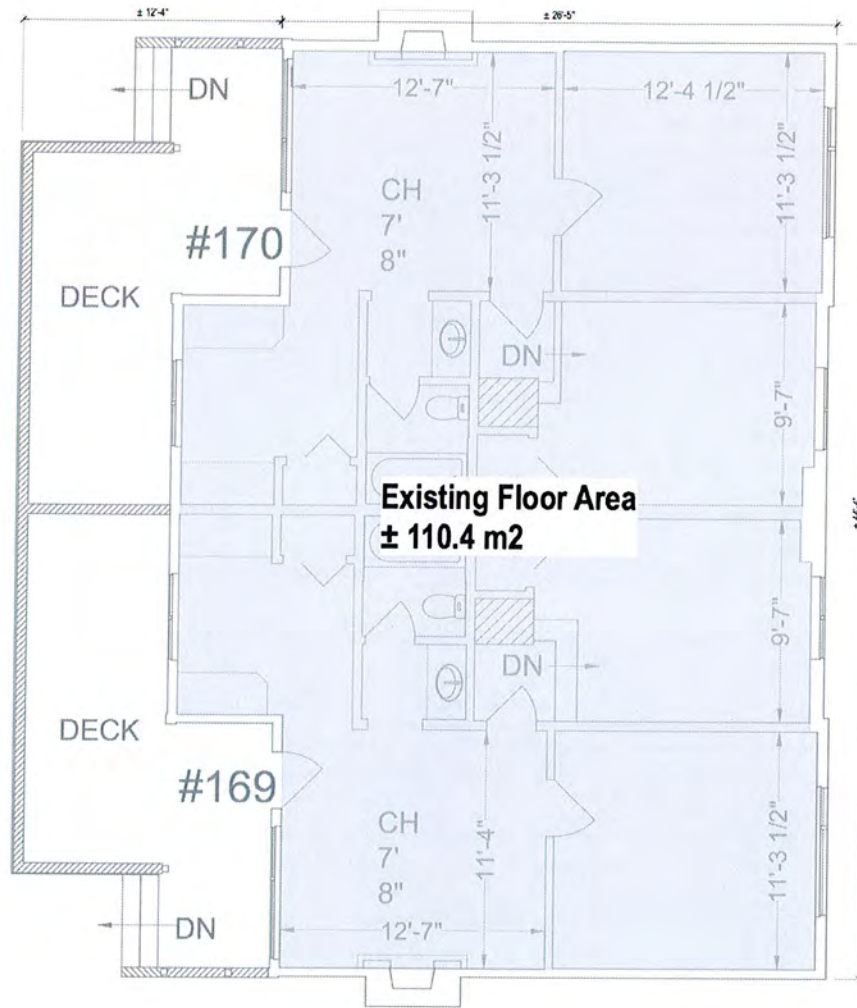 ± 12'-4"
± 26'-5"
DN
12'-7"
12'-4 1/2"
11'-3 1/2"
11'-3 1/2"
CH
7'
8"
#170
DECK
DN
9'-7"
Existing Floor Area
± 110.4 m2
9'-7"
DN
DECK
#169
CH
7'
8"
11'-4"
11'-3 1/2"
DN
12'-7"